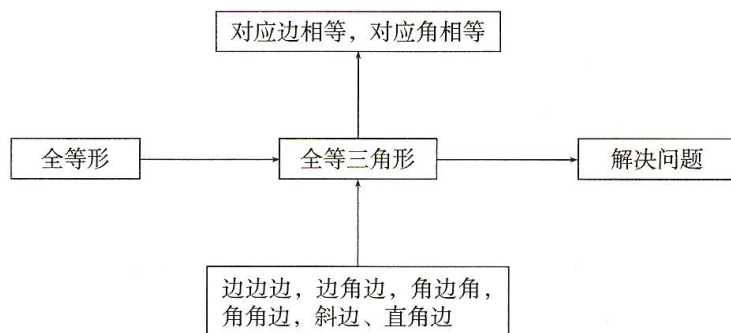 对应边相等，对应角相等
全等形
全等三角形
解决问题
边边边，边角边，角边角，
角角边，斜边、直角边